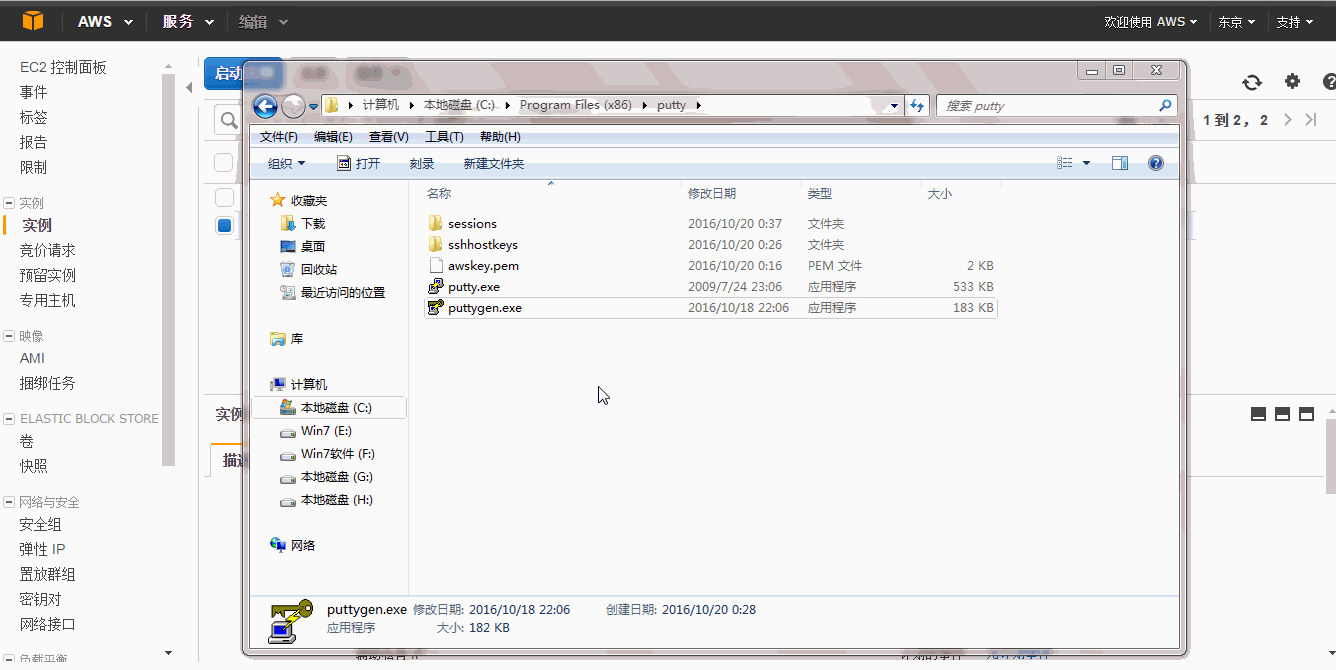 AWS 服务 编辑 欢迎使用 AWS 东京 支持
EC2 控制面板
事件
标签
报告
限制
实例
实例
竞价请求
预留实例
专用主机
映像
AMI
捆绑任务
ELASTIC BLOCK STORE
卷
快照
网络与安全
安全组
弹性 IP
置放群组
密钥对
网络接口
启动
1 到 2， 2
实例
计算机 本地磁盘 (C:) Program Files (x86) putty 搜索 putty
文件(F) 编辑(E) 查看(V) 工具(T) 帮助(H)
组织 打开 刻录 新建文件夹
收藏夹
下载
桌面
回收站
最近访问的位置
库
计算机
本地磁盘 (C:)
Win7 (E:)
Win7软件 (F:)
本地磁盘 (G:)
本地磁盘 (H:)
网络
名称 修改日期 类型 大小
sessions 2016/10/20 0:37 文件夹
sshhostkeys 2016/10/20 0:26 文件夹
awskey.pem 2016/10/20 0:16 PEM 文件 2 KB
putty.exe 2009/7/24 23:06 应用程序 533 KB
puttygen.exe 2016/10/18 22:06 应用程序 183 KB
puttygen.exe 修改日期: 2016/10/18 22:06 创建日期: 2016/10/20 0:28
应用程序 大小: 182 KB